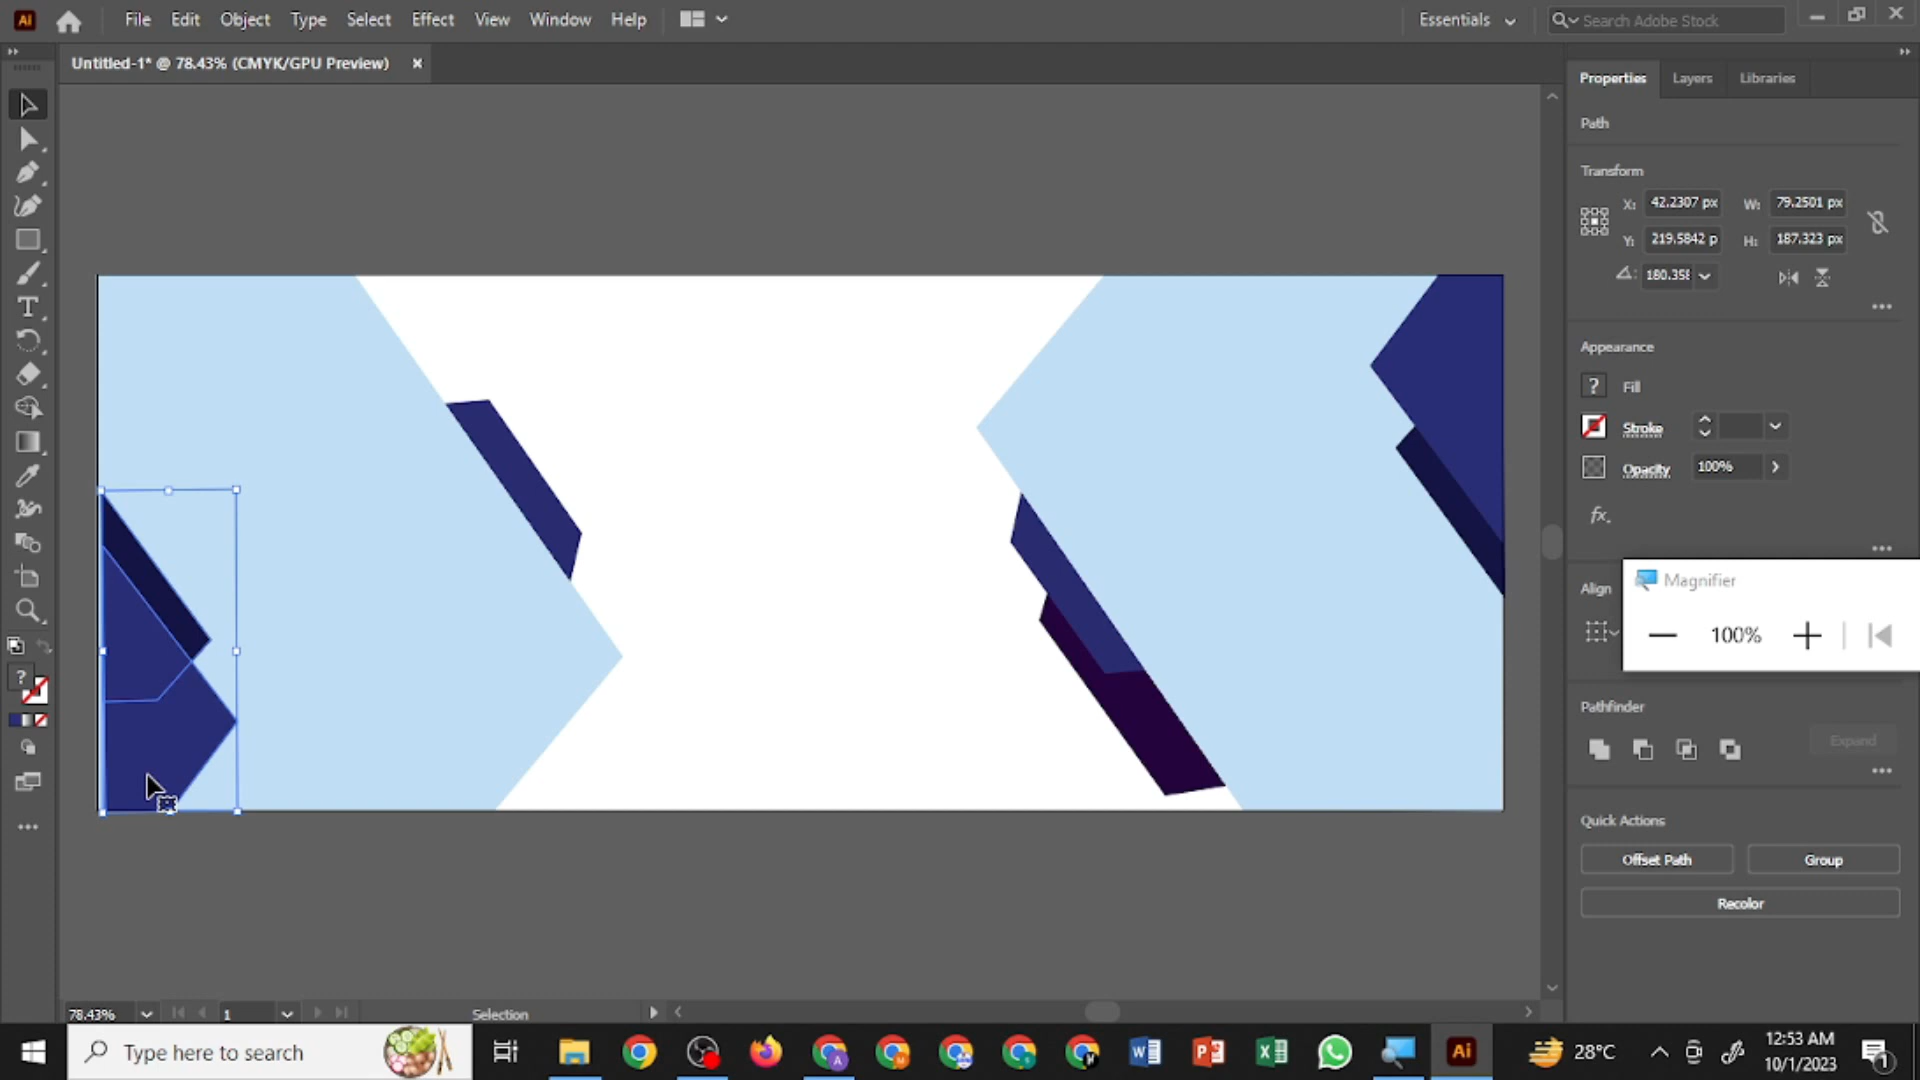 Ai File Edit Object Type Select Effect View Window Help Essentials Search Adobe Stock
Untitled-1* @ 78.43% (CMYK/GPU Preview) ×
Properties Layers Libraries
Path
Transform
X: 42.2307 px W: 79.2501 px
Y: 219.5842 p H: 187.323 px
180.358
Appearance
? Fill
Stroke
Opacity 100%
fx.
Align
Magnifier
100%
Pathfinder
Expand
Quick Actions
Offset Path Group
Recolor
T
?
78.43% 1 Selection
Type here to search
Ai
28°C
12:53 AM
10/1/2023
1